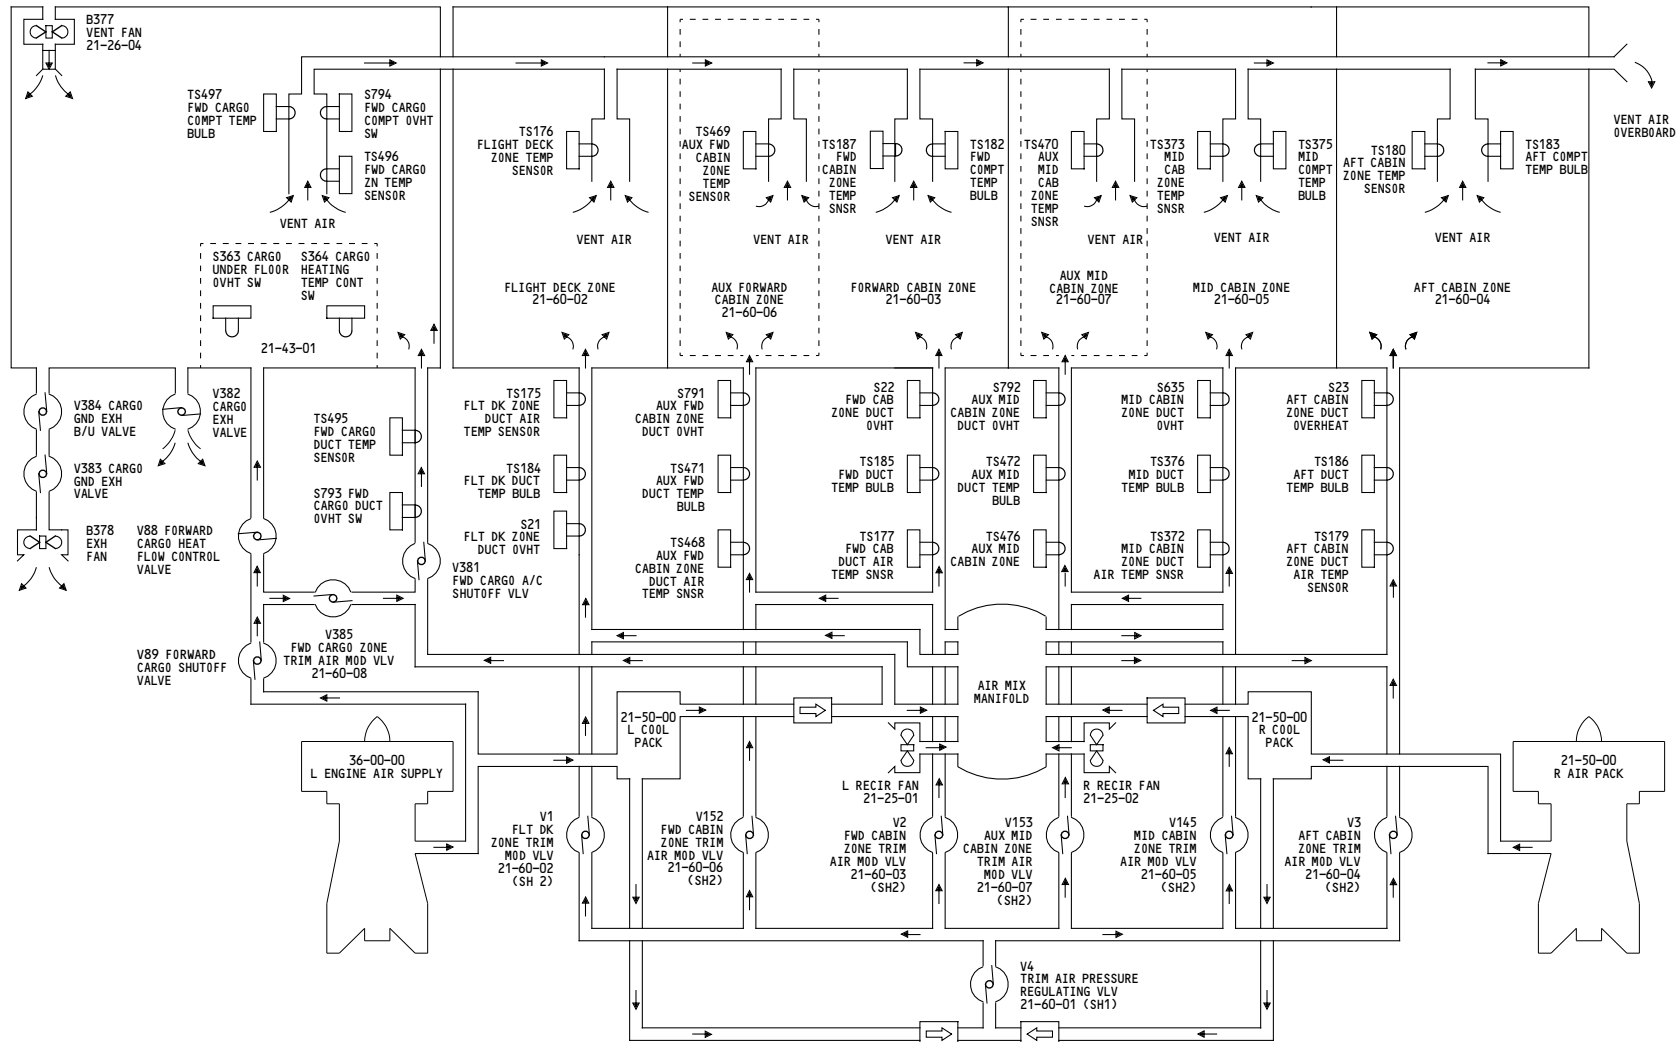 B377
VENT FAN
21-26-04
TS497
FWD CARGO
COMPT TEMP
BULB
S794
FWD CARGO
COMPT OVHT
SW
TS496
FWD CARGO
ZN TEMP
SENSOR
VENT AIR
TS176
FLIGHT DECK
ZONE TEMP
SENSOR
VENT AIR
TS469
AUX FWD
CABIN
ZONE
TEMP
SENSOR
VENT AIR
TS187
FWD
CABIN
ZONE
TEMP
SNSR
TS182
FWD
COMPT
TEMP
BULB
VENT AIR
TS470
AUX
MID
CAB
ZONE
TEMP
SNSR
VENT AIR
TS373
MID
CAB
ZONE
TEMP
SNSR
TS375
MID
COMPT
TEMP
BULB
VENT AIR
TS180
AFT CABIN
ZONE TEMP
SENSOR
TS183
AFT COMPT
TEMP BULB
VENT AIR
VENT AIR
OVERBOARD
S363 CARGO
UNDER FLOOR
OVHT SW
S364 CARGO
HEATING
TEMP CONT
SW
21-43-01
FLIGHT DECK ZONE
21-60-02
AUX FORWARD
CABIN ZONE
21-60-06
FORWARD CABIN ZONE
21-60-03
AUX MID
CABIN ZONE
21-60-07
MID CABIN ZONE
21-60-05
AFT CABIN ZONE
21-60-04
V384 CARGO
GND EXH
B/U VALVE
V382
CARGO
EXH
VALVE
V383 CARGO
GND EXH
VALVE
B378
EXH
FAN
V88 FORWARD
CARGO HEAT
FLOW CONTROL
VALVE
TS495
FWD CARGO
DUCT TEMP
SENSOR
S793 FWD
CARGO DUCT
OVHT SW
V381
FWD CARGO A/C
SHUTOFF VLV
V385
FWD CARGO ZONE
TRIM AIR MOD VLV
21-60-08
V89 FORWARD
CARGO SHUTOFF
VALVE
TS175
FLT DK ZONE
DUCT AIR
TEMP SENSOR
TS184
FLT DK DUCT
TEMP BULB
S21
FLT DK ZONE
DUCT OVHT
S791
AUX FWD
CABIN ZONE
DUCT OVHT
TS471
AUX FWD
DUCT TEMP
BULB
TS468
AUX FWD
CABIN ZONE
DUCT AIR
TEMP SNSR
S22
FWD CAB
ZONE DUCT
OVHT
TS185
FWD DUCT
TEMP BULB
TS177
FWD CAB
DUCT AIR
TEMP SNSR
S792
AUX MID
CABIN ZONE
DUCT OVHT
TS472
AUX MID
DUCT TEMP
BULB
TS476
AUX MID
CABIN ZONE
S635
MID CABIN
ZONE DUCT
OVHT
TS376
MID DUCT
TEMP BULB
TS372
MID CABIN
ZONE DUCT
AIR TEMP SNSR
S23
AFT CABIN
ZONE DUCT
OVERHEAT
TS186
AFT DUCT
TEMP BULB
TS179
AFT CABIN
ZONE DUCT
AIR TEMP
SENSOR
AIR MIX
MANIFOLD
21-50-00
L COOL
PACK
21-50-00
R COOL
PACK
36-00-00
L ENGINE AIR SUPPLY
21-50-00
R AIR PACK
L RECIR FAN
21-25-01
R RECIR FAN
21-25-02
V1
FLT DK
ZONE TRIM
MOD VLV
21-60-02
(SH 2)
V152
FWD CABIN
ZONE TRIM
AIR MOD VLV
21-60-06
(SH2)
V2
FWD CABIN
ZONE TRIM
AIR MOD VLV
21-60-03
(SH2)
V153
AUX MID
CABIN ZONE
TRIM AIR
MOD VLV
21-60-07
(SH2)
V145
MID CABIN
ZONE TRIM
AIR MOD VLV
21-60-05
(SH2)
V3
AFT CABIN
ZONE TRIM
AIR MOD VLV
21-60-04
(SH2)
V4
TRIM AIR PRESSURE
REGULATING VLV
21-60-01 (SH1)